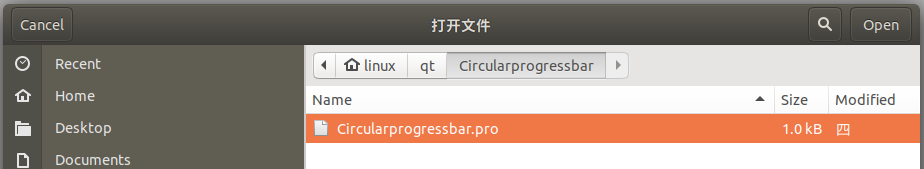 Cancel 打开文件 Open
Recent
Home
Desktop
Documents
linux qt Circularprogressbar
Name Size Modified
Circularprogressbar.pro 1.0 kB 四